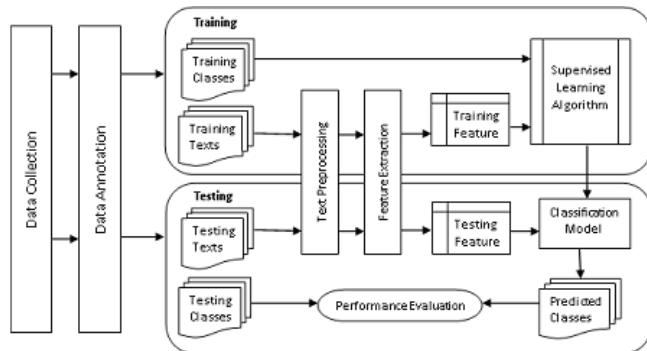 Data Collection
Data Annotation
Training
Training
Classes
Training
Texts
Text Preprocessing
Feature Extraction
Training
Feature
Supervised
Learning
Algorithm
Testing
Testing
Texts
Testing
Feature
Classification
Model
Testing
Classes
Performance Evaluation
Predicted
Classes